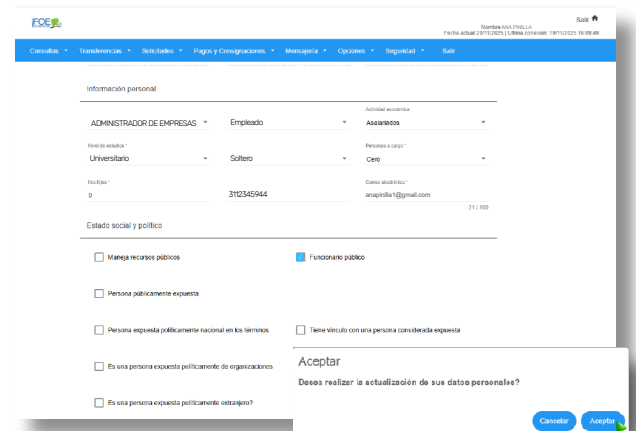 FCE
Salir
Nombre ANA PINILLA
Fecha actual 20/11/2025 | Última conexión: 19/11/2025 16:09:49
Consultas Transferencias Solicitudes Pagos y Consignaciones Mensajería Opciones Seguridad Salir
Información personal
Actividad económica
ADMINISTRADOR DE EMPRESAS Empleado Asalariados
Nivel de estudios * Personas a cargo *
Universitario Soltero Cero
No. hijos * Correo electrónico *
0 3112345944 anapinilla1@gmail.com
21 / 100
Estado social y político
Maneja recursos públicos Funcionario público
Persona públicamente expuesta
Persona expuesta políticamente nacional en los términos Tiene vínculo con una persona considerada expuesta
Es una persona expuesta políticamente de organizaciones
Es una persona expuesta políticamente extranjero?
Aceptar
Desea realizar la actualización de sus datos personales?
Cancelar Aceptar